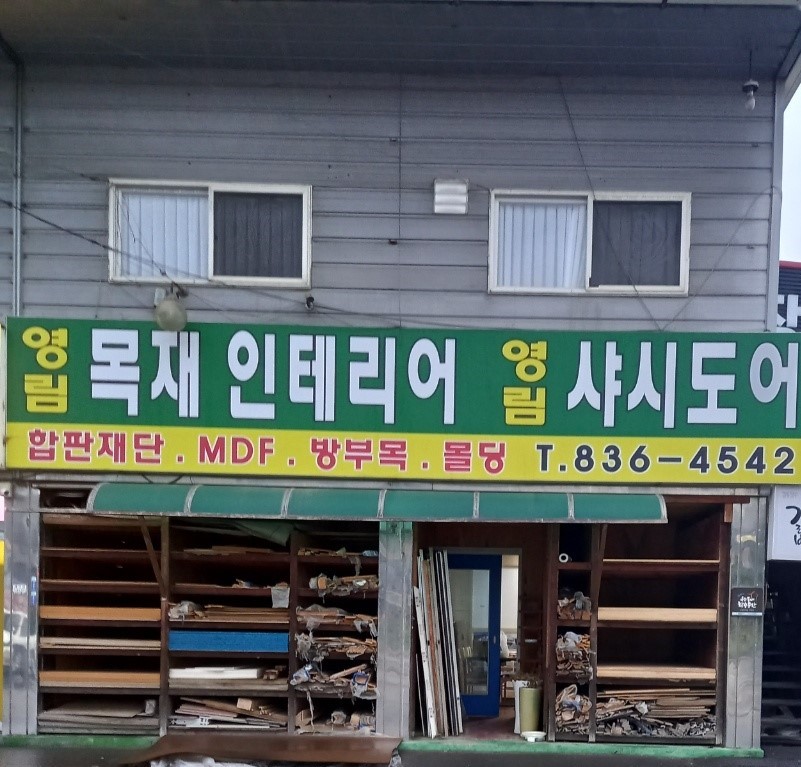 영림 목재 인테리어 영림 샤시도어
합판재단 . MDF . 방부목 . 몰딩 T.836-4542